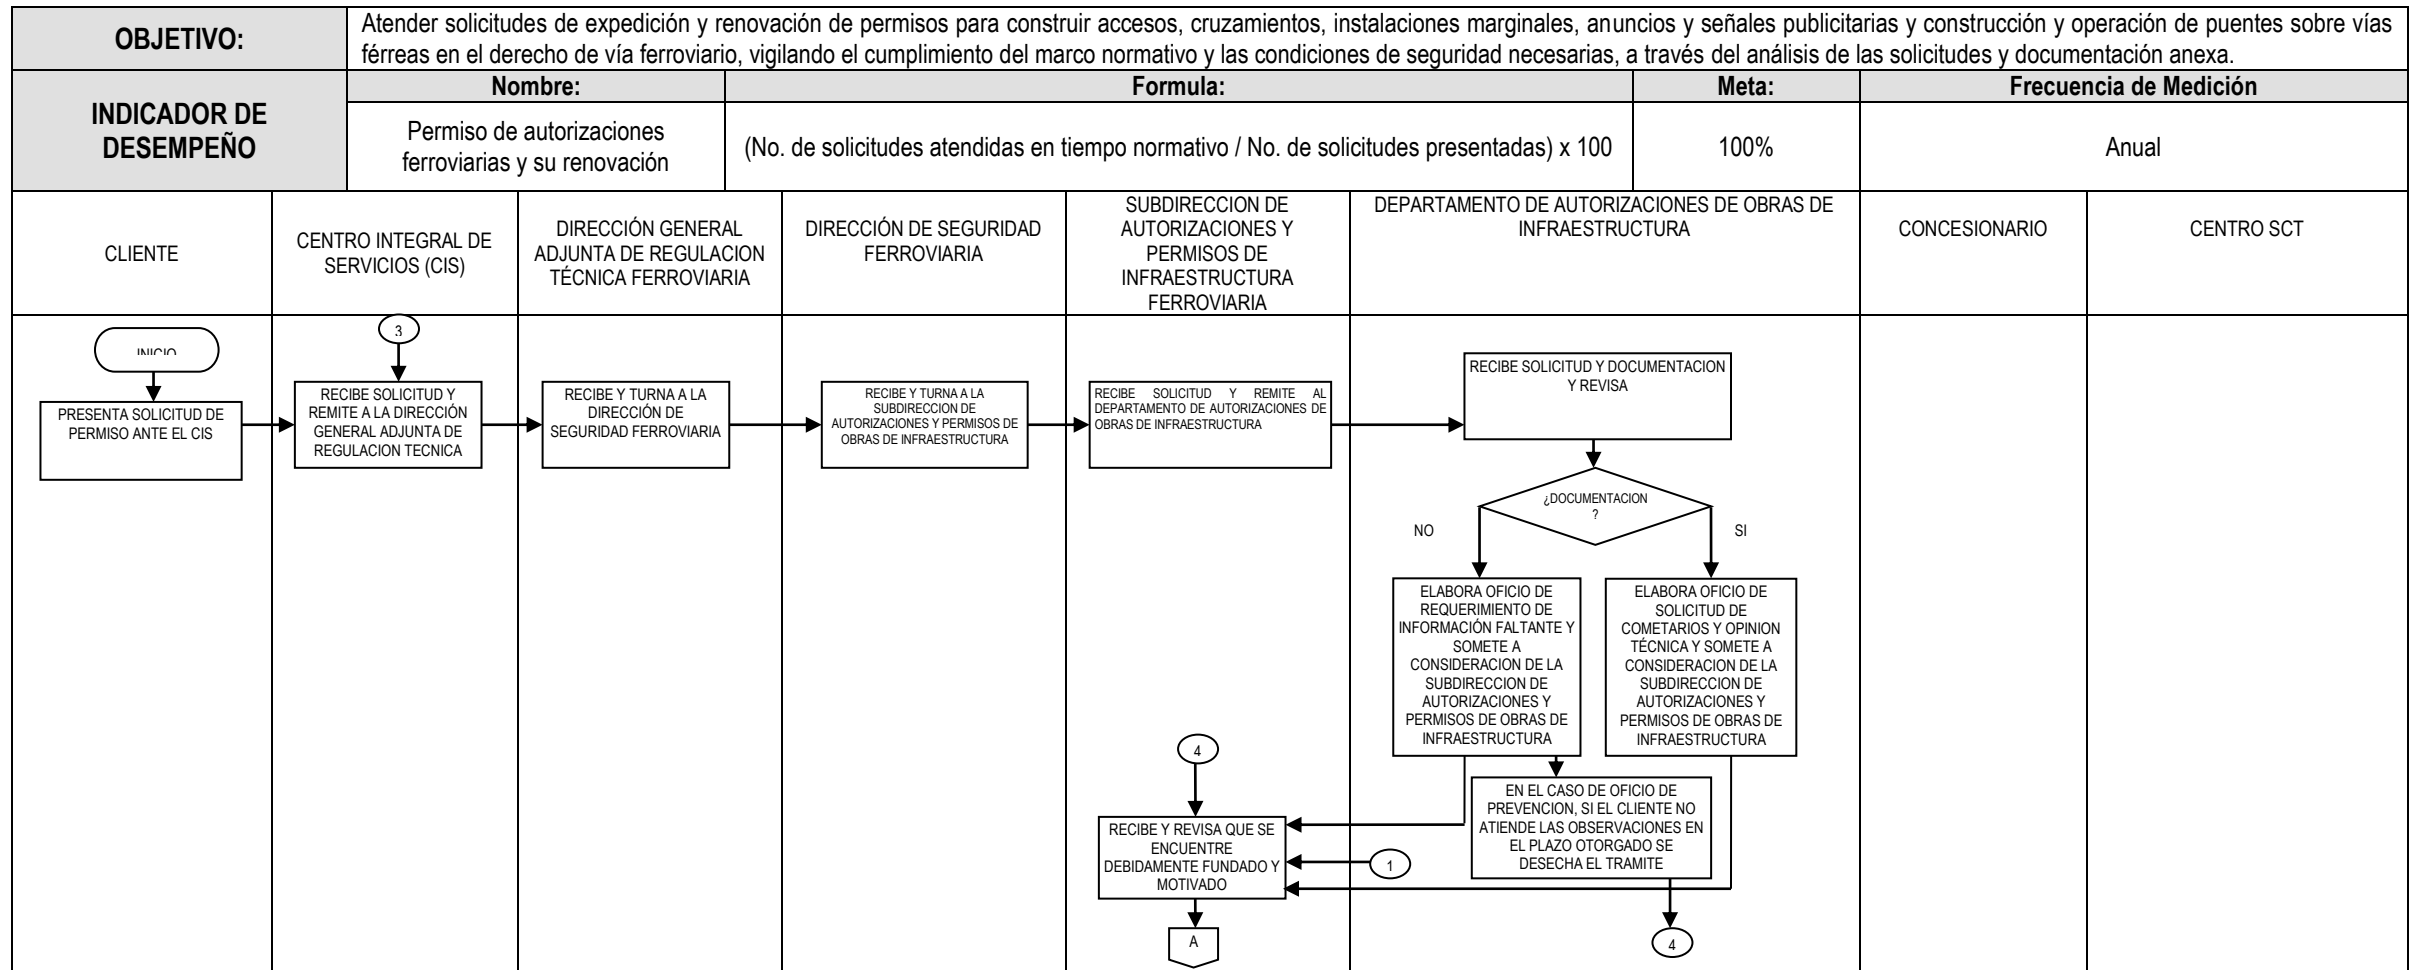 OBJETIVO:
Atender solicitudes de expedición y renovación de permisos para construir accesos, cruzamientos, instalaciones marginales, anuncios y señales publicitarias y construcción y operación de puentes sobre vías
férreas en el derecho de vía ferroviario, vigilando el cumplimiento del marco normativo y las condiciones de seguridad necesarias, a través del análisis de las solicitudes y documentación anexa.
INDICADOR DE
DESEMPEÑO
Nombre:
Formula:
Meta:
Frecuencia de Medición
Permiso de autorizaciones
ferroviarias y su renovación
(No. de solicitudes atendidas en tiempo normativo / No. de solicitudes presentadas) x 100
100%
Anual
CLIENTE
CENTRO INTEGRAL DE
SERVICIOS (CIS)
DIRECCIÓN GENERAL
ADJUNTA DE REGULACION
TÉCNICA FERROVIARIA
DIRECCIÓN DE SEGURIDAD
FERROVIARIA
SUBDIRECCION DE
AUTORIZACIONES Y
PERMISOS DE
INFRAESTRUCTURA
FERROVIARIA
DEPARTAMENTO DE AUTORIZACIONES DE OBRAS DE
INFRAESTRUCTURA
CONCESIONARIO
CENTRO SCT
INICIO
PRESENTA SOLICITUD DE
PERMISO ANTE EL CIS
3
RECIBE SOLICITUD Y
REMITE A LA DIRECCIÓN
GENERAL ADJUNTA DE
REGULACION TECNICA
RECIBE Y TURNA A LA
DIRECCIÓN DE
SEGURIDAD FERROVIARIA
RECIBE Y TURNA A LA
SUBDIRECCION DE
AUTORIZACIONES Y PERMISOS DE
OBRAS DE INFRAESTRUCTURA
RECIBE SOLICITUD Y REMITE AL
DEPARTAMENTO DE AUTORIZACIONES DE
OBRAS DE INFRAESTRUCTURA
RECIBE SOLICITUD Y DOCUMENTACION
Y REVISA
¿DOCUMENTACION
?
NO
SI
ELABORA OFICIO DE
REQUERIMIENTO DE
INFORMACIÓN FALTANTE Y
SOMETE A
CONSIDERACION DE LA
SUBDIRECCION DE
AUTORIZACIONES Y
PERMISOS DE OBRAS DE
INFRAESTRUCTURA
ELABORA OFICIO DE
SOLICITUD DE
COMETARIOS Y OPINION
TÉCNICA Y SOMETE A
CONSIDERACION DE LA
SUBDIRECCION DE
AUTORIZACIONES Y
PERMISOS DE OBRAS DE
INFRAESTRUCTURA
4
EN EL CASO DE OFICIO DE
PREVENCION, SI EL CLIENTE NO
ATIENDE LAS OBSERVACIONES EN
EL PLAZO OTORGADO SE
DESECHA EL TRAMITE
RECIBE Y REVISA QUE SE
ENCUENTRE
DEBIDAMENTE FUNDADO Y
MOTIVADO
1
A
4